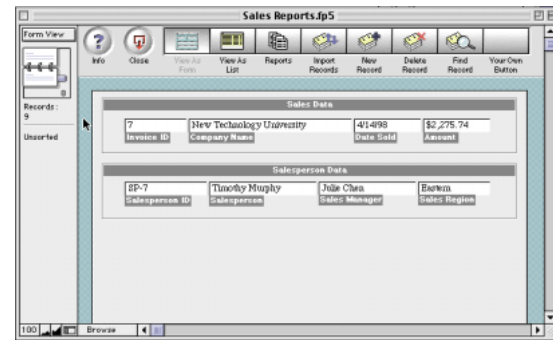 Sales Reports.fp5
Form View
Info Close View As Form View As List Reports Import Records New Record Delete Record Find Record Your Own Button
Records:
9
Unsorted
Sales Data
7 New Technology University 4/14/98 $2,275.74
Invoice ID Company Name Date Sold Amount
Salesperson Data
SP-7 Timothy Murphy Julie Chen Eastern
Salesperson ID Salesperson Sales Manager Sales Region
100 Browse